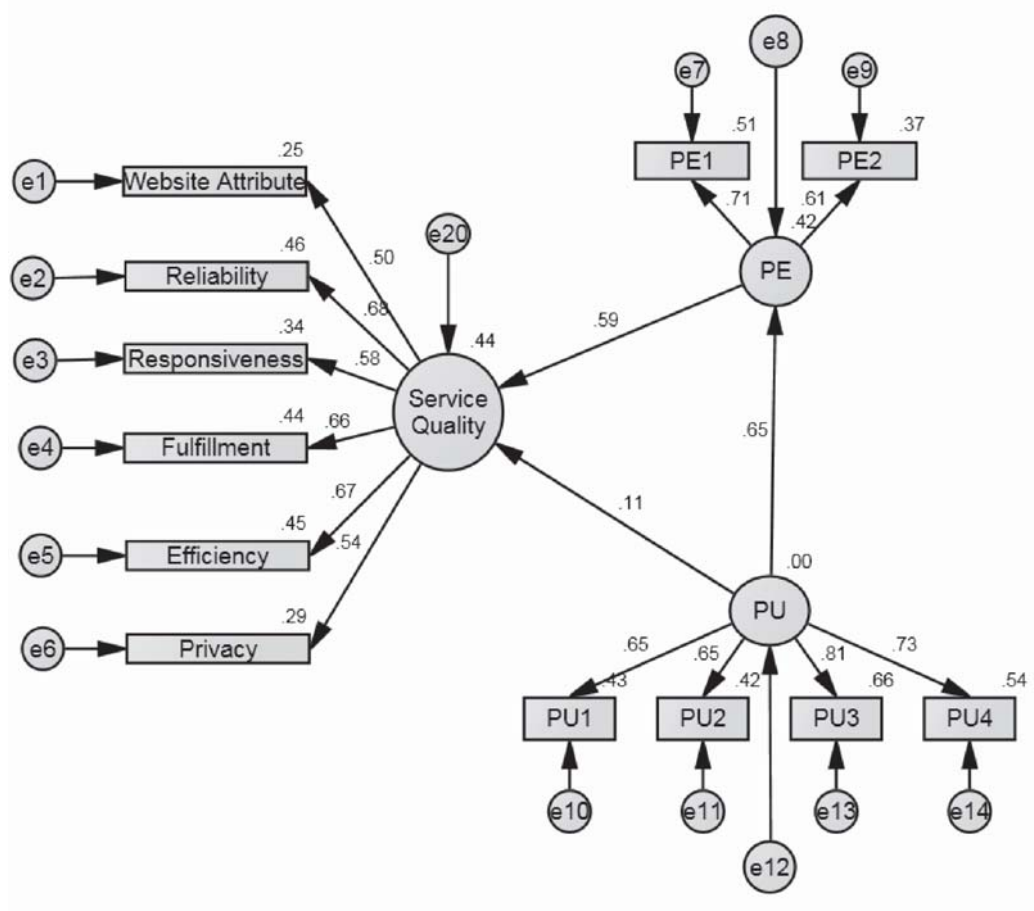 e8
e7
e9
.51
.37
PE1
PE2
.71
.61
.42
PE
.25
e1
Website Attribute
e20
.50
.46
e2
Reliability
.68
.59
.34
.44
e3
Responsiveness
.58
Service
Quality
.44
.66
e4
Fulfillment
.65
.67
.11
.45
.54
e5
Efficiency
.00
PU
.29
e6
Privacy
.65
.65
.81
.73
.43
.42
.66
.54
PU1
PU2
PU3
PU4
e10
e11
e13
e14
e12